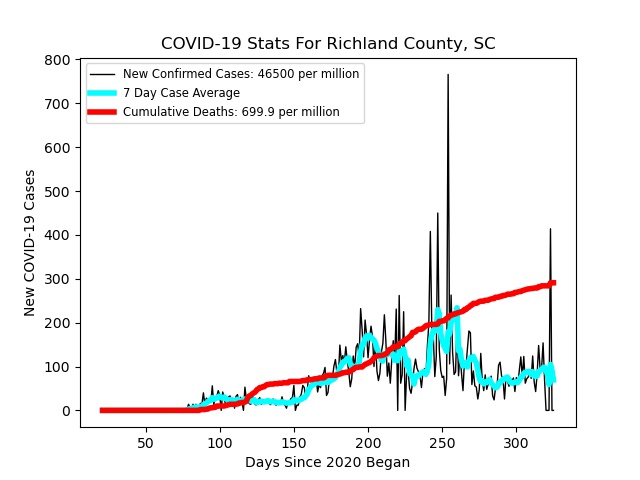 COVID-19 Stats For Richland County, SC
New Confirmed Cases: 46500 per million
7 Day Case Average
Cumulative Deaths: 699.9 per million
New COVID-19 Cases
800
700
600
500
400
300
200
100
0
50
100
150
200
250
300
Days Since 2020 Began